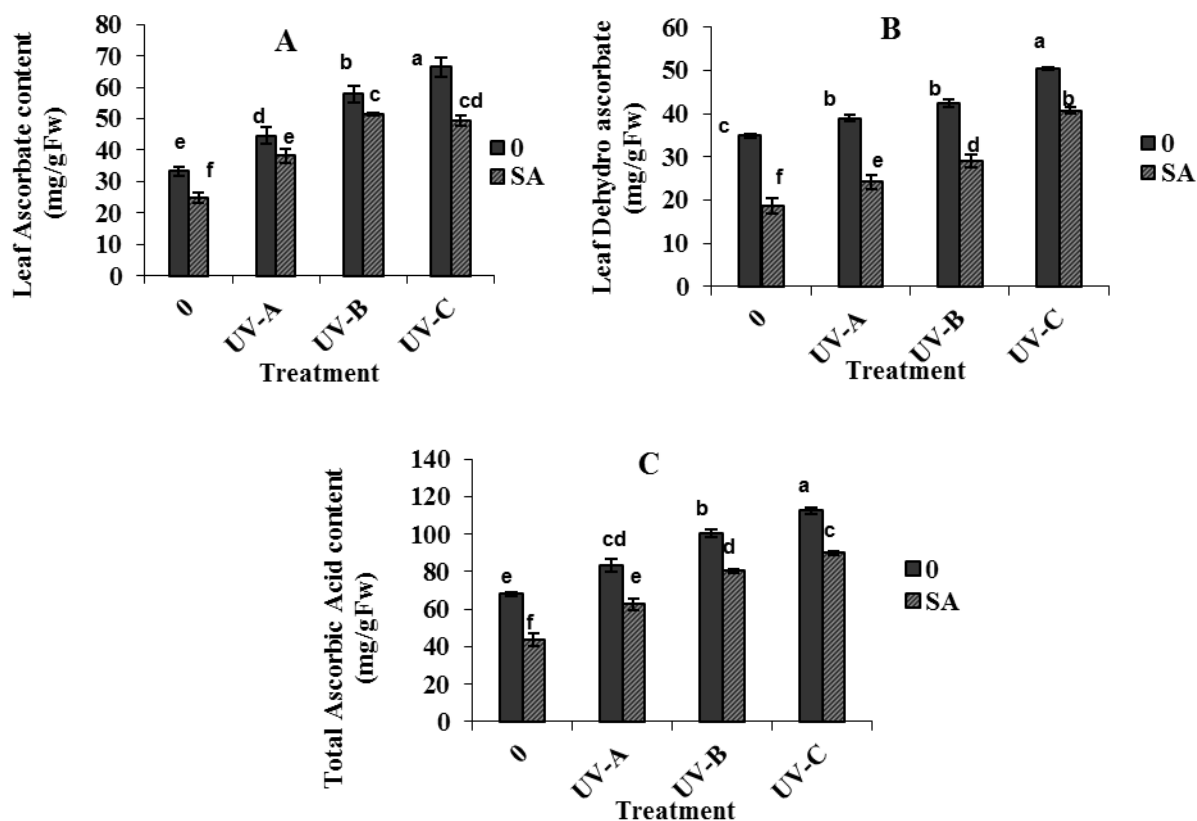 A
Leaf Ascorbate content
(mg/gFw)
80
70
60
50
40
30
20
10
0
e
f
d
e
b
c
a
cd
0
SA
0
UV-A
UV-B
UV-C
Treatment
B
Leaf Dehydro ascorbate
(mg/gFw)
60
50
40
30
20
10
0
c
f
b
e
b
d
a
b
0
SA
0
UV-A
UV-B
UV-C
Treatment
C
Total Ascorbic Acid content
(mg/gFw)
140
120
100
80
60
40
20
0
e
f
cd
e
b
d
a
c
0
SA
0
UV-A
UV-B
UV-C
Treatment